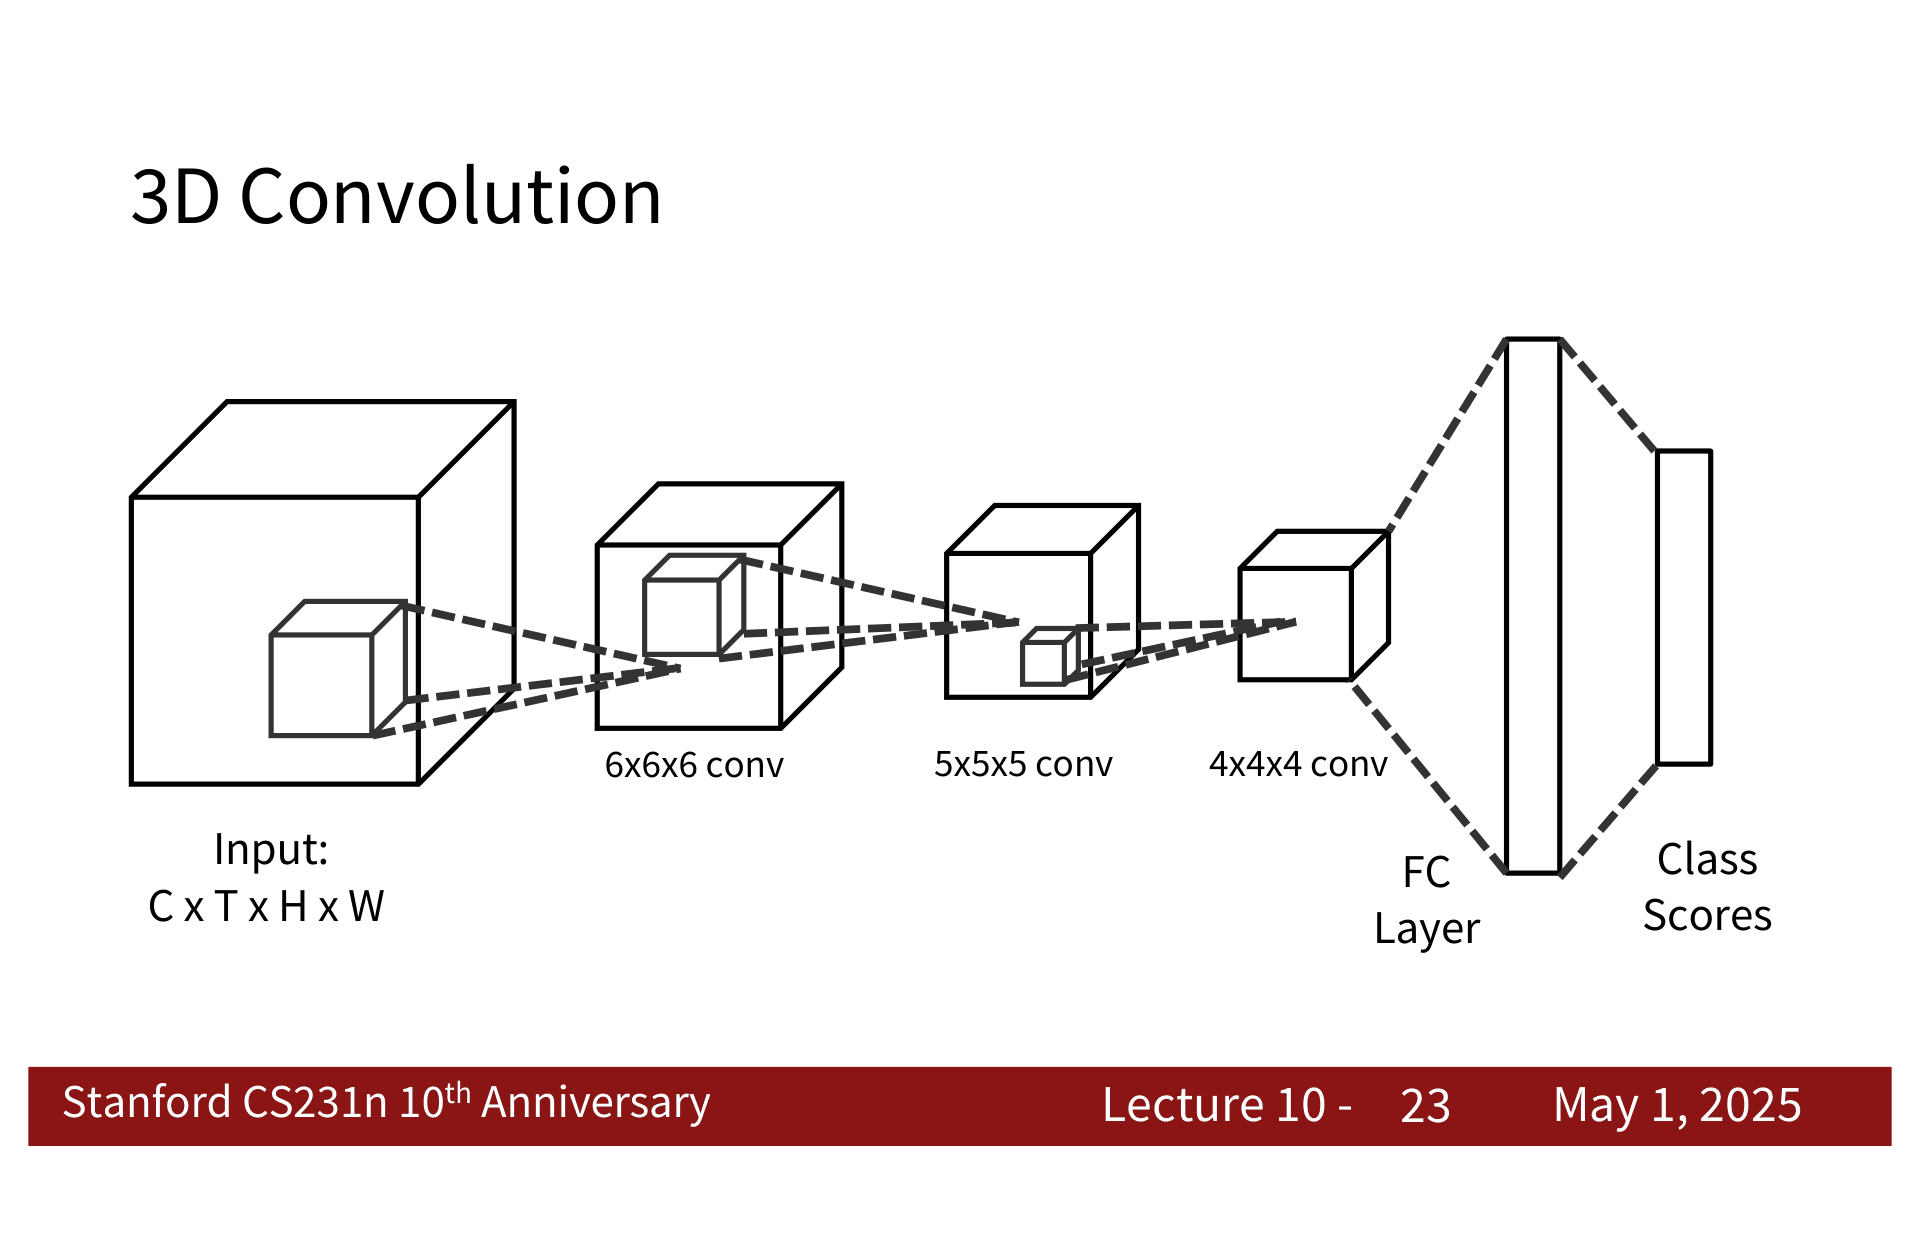 3D Convolution
6x6x6 conv
5x5x5 conv
4x4x4 conv
Input:
C x T x H x W
FC
Layer
Class
Scores
Stanford CS231n 10th Anniversary
Lecture 10 - 23
May 1, 2025